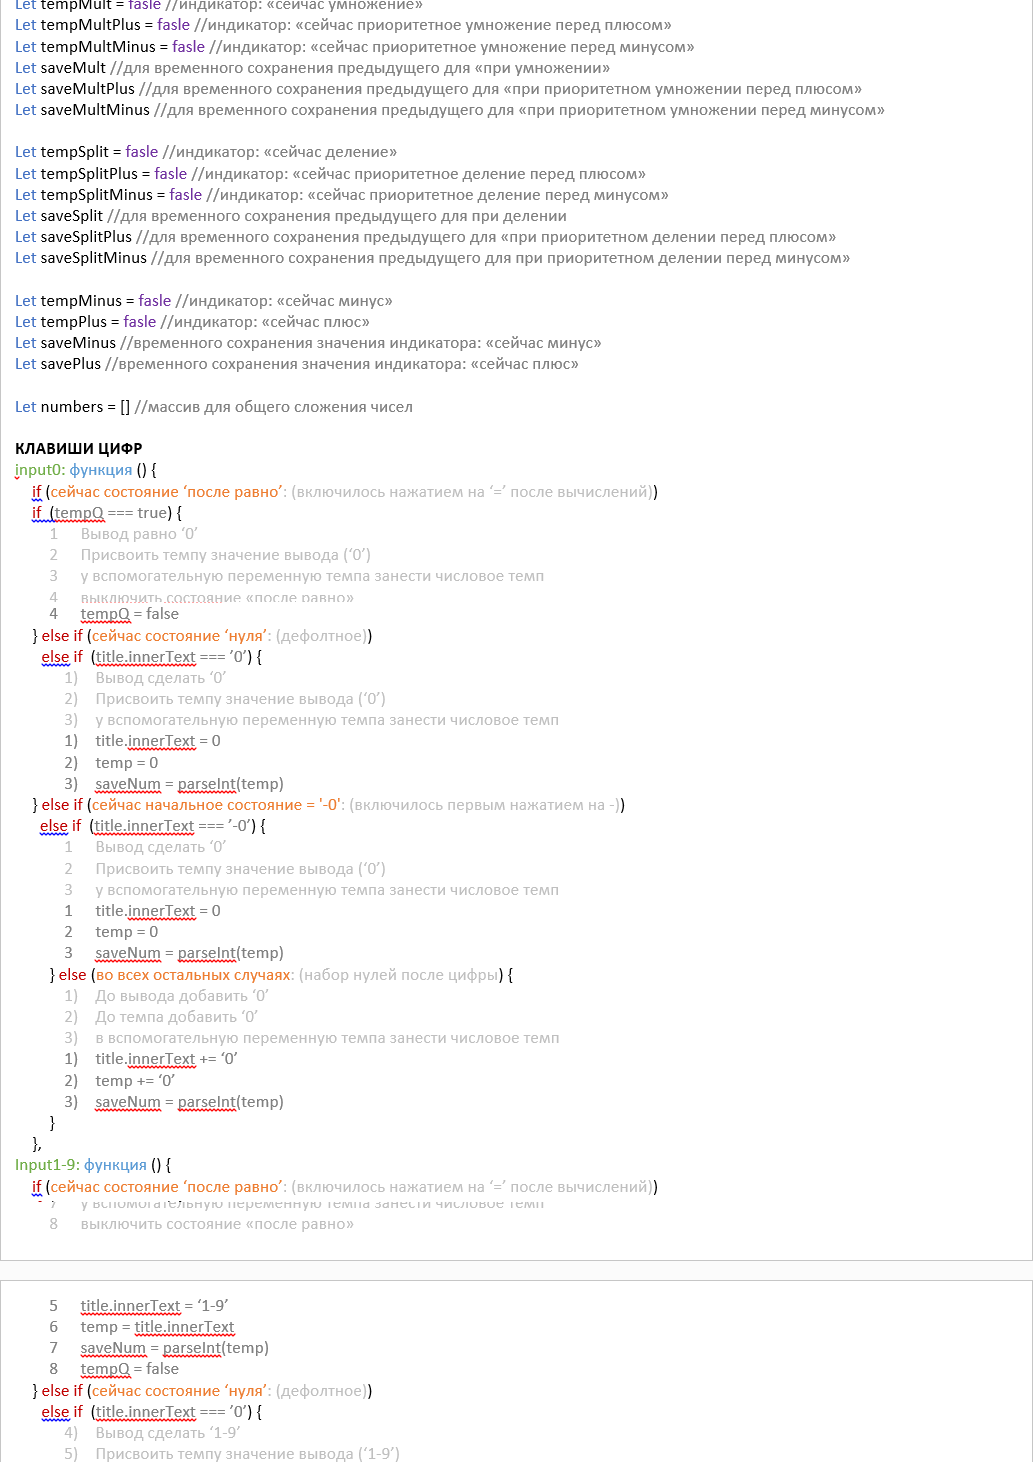 Let tempMult = fasle //индикатор: «сейчас умножение»
Let tempMultPlus = fasle //индикатор: «сейчас приоритетное умножение перед плюсом»
Let tempMultMinus = fasle //индикатор: «сейчас приоритетное умножение перед минусом»
Let saveMult //для временного сохранения предыдущего для «при умножении»
Let saveMultPlus //для временного сохранения предыдущего для «при приоритетном умножении перед плюсом»
Let saveMultMinus //для временного сохранения предыдущего для «при приоритетном умножении перед минусом»
Let tempSplit = fasle //индикатор: «сейчас деление»
Let tempSplitPlus = fasle //индикатор: «сейчас приоритетное деление перед плюсом»
Let tempSplitMinus = fasle //индикатор: «сейчас приоритетное деление перед минусом»
Let saveSplit //для временного сохранения предыдущего для при делении
Let saveSplitPlus //для временного сохранения предыдущего для «при приоритетном делении перед плюсом»
Let saveSplitMinus //для временного сохранения предыдущего для при приоритетном делении перед минусом»
Let tempMinus = fasle //индикатор: «сейчас минус»
Let tempPlus = fasle //индикатор: «сейчас плюс»
Let saveMinus //временного сохранения значения индикатора: «сейчас минус»
Let savePlus //временного сохранения значения индикатора: «сейчас плюс»
Let numbers = [] //массив для общего сложения чисел
КЛАВИШИ ЦИФР
input0: функция () {
if (сейчас состояние ‘после равно’: (включилось нажатием на ‘=’ после вычислений))
if (tempQ === true) {
1 Вывод равно ‘0’
2 Присвоить темпу значение вывода (‘0’)
3 у вспомогательную переменную темпа занести числовое темп
4 выключить состояние «после равно»
4 tempQ = false
} else if (сейчас состояние ‘нуля’: (дефолтное))
else if (title.innerText === ’0’) {
1) Вывод сделать ‘0’
2) Присвоить темпу значение вывода (‘0’)
3) у вспомогательную переменную темпа занести числовое темп
1) title.innerText = 0
2) temp = 0
3) saveNum = parseInt(temp)
} else if (сейчас начальное состояние = '-0': (включилось первым нажатием на -))
else if (title.innerText === ’-0’) {
1 Вывод сделать ‘0’
2 Присвоить темпу значение вывода (‘0’)
3 у вспомогательную переменную темпа занести числовое темп
1 title.innerText = 0
2 temp = 0
3 saveNum = parseInt(temp)
} else (во всех остальных случаях: (набор нулей после цифры) {
1) До вывода добавить ‘0’
2) До темпа добавить ‘0’
3) в вспомогательную переменную темпа занести числовое темп
1) title.innerText += ‘0’
2) temp += ‘0’
3) saveNum = parseInt(temp)
}
},
Input1-9: функция () {
if (сейчас состояние ‘после равно’: (включилось нажатием на ‘=’ после вычислений))
7 у вспомогательную переменную темпа занести числовое темп
8 выключить состояние «после равно»
5 title.innerText = ‘1-9’
6 temp = title.innerText
7 saveNum = parseInt(temp)
8 tempQ = false
} else if (сейчас состояние ‘нуля’: (дефолтное))
else if (title.innerText === ’0’) {
4) Вывод сделать ‘1-9’
5) Присвоить темпу значение вывода (‘1-9’)